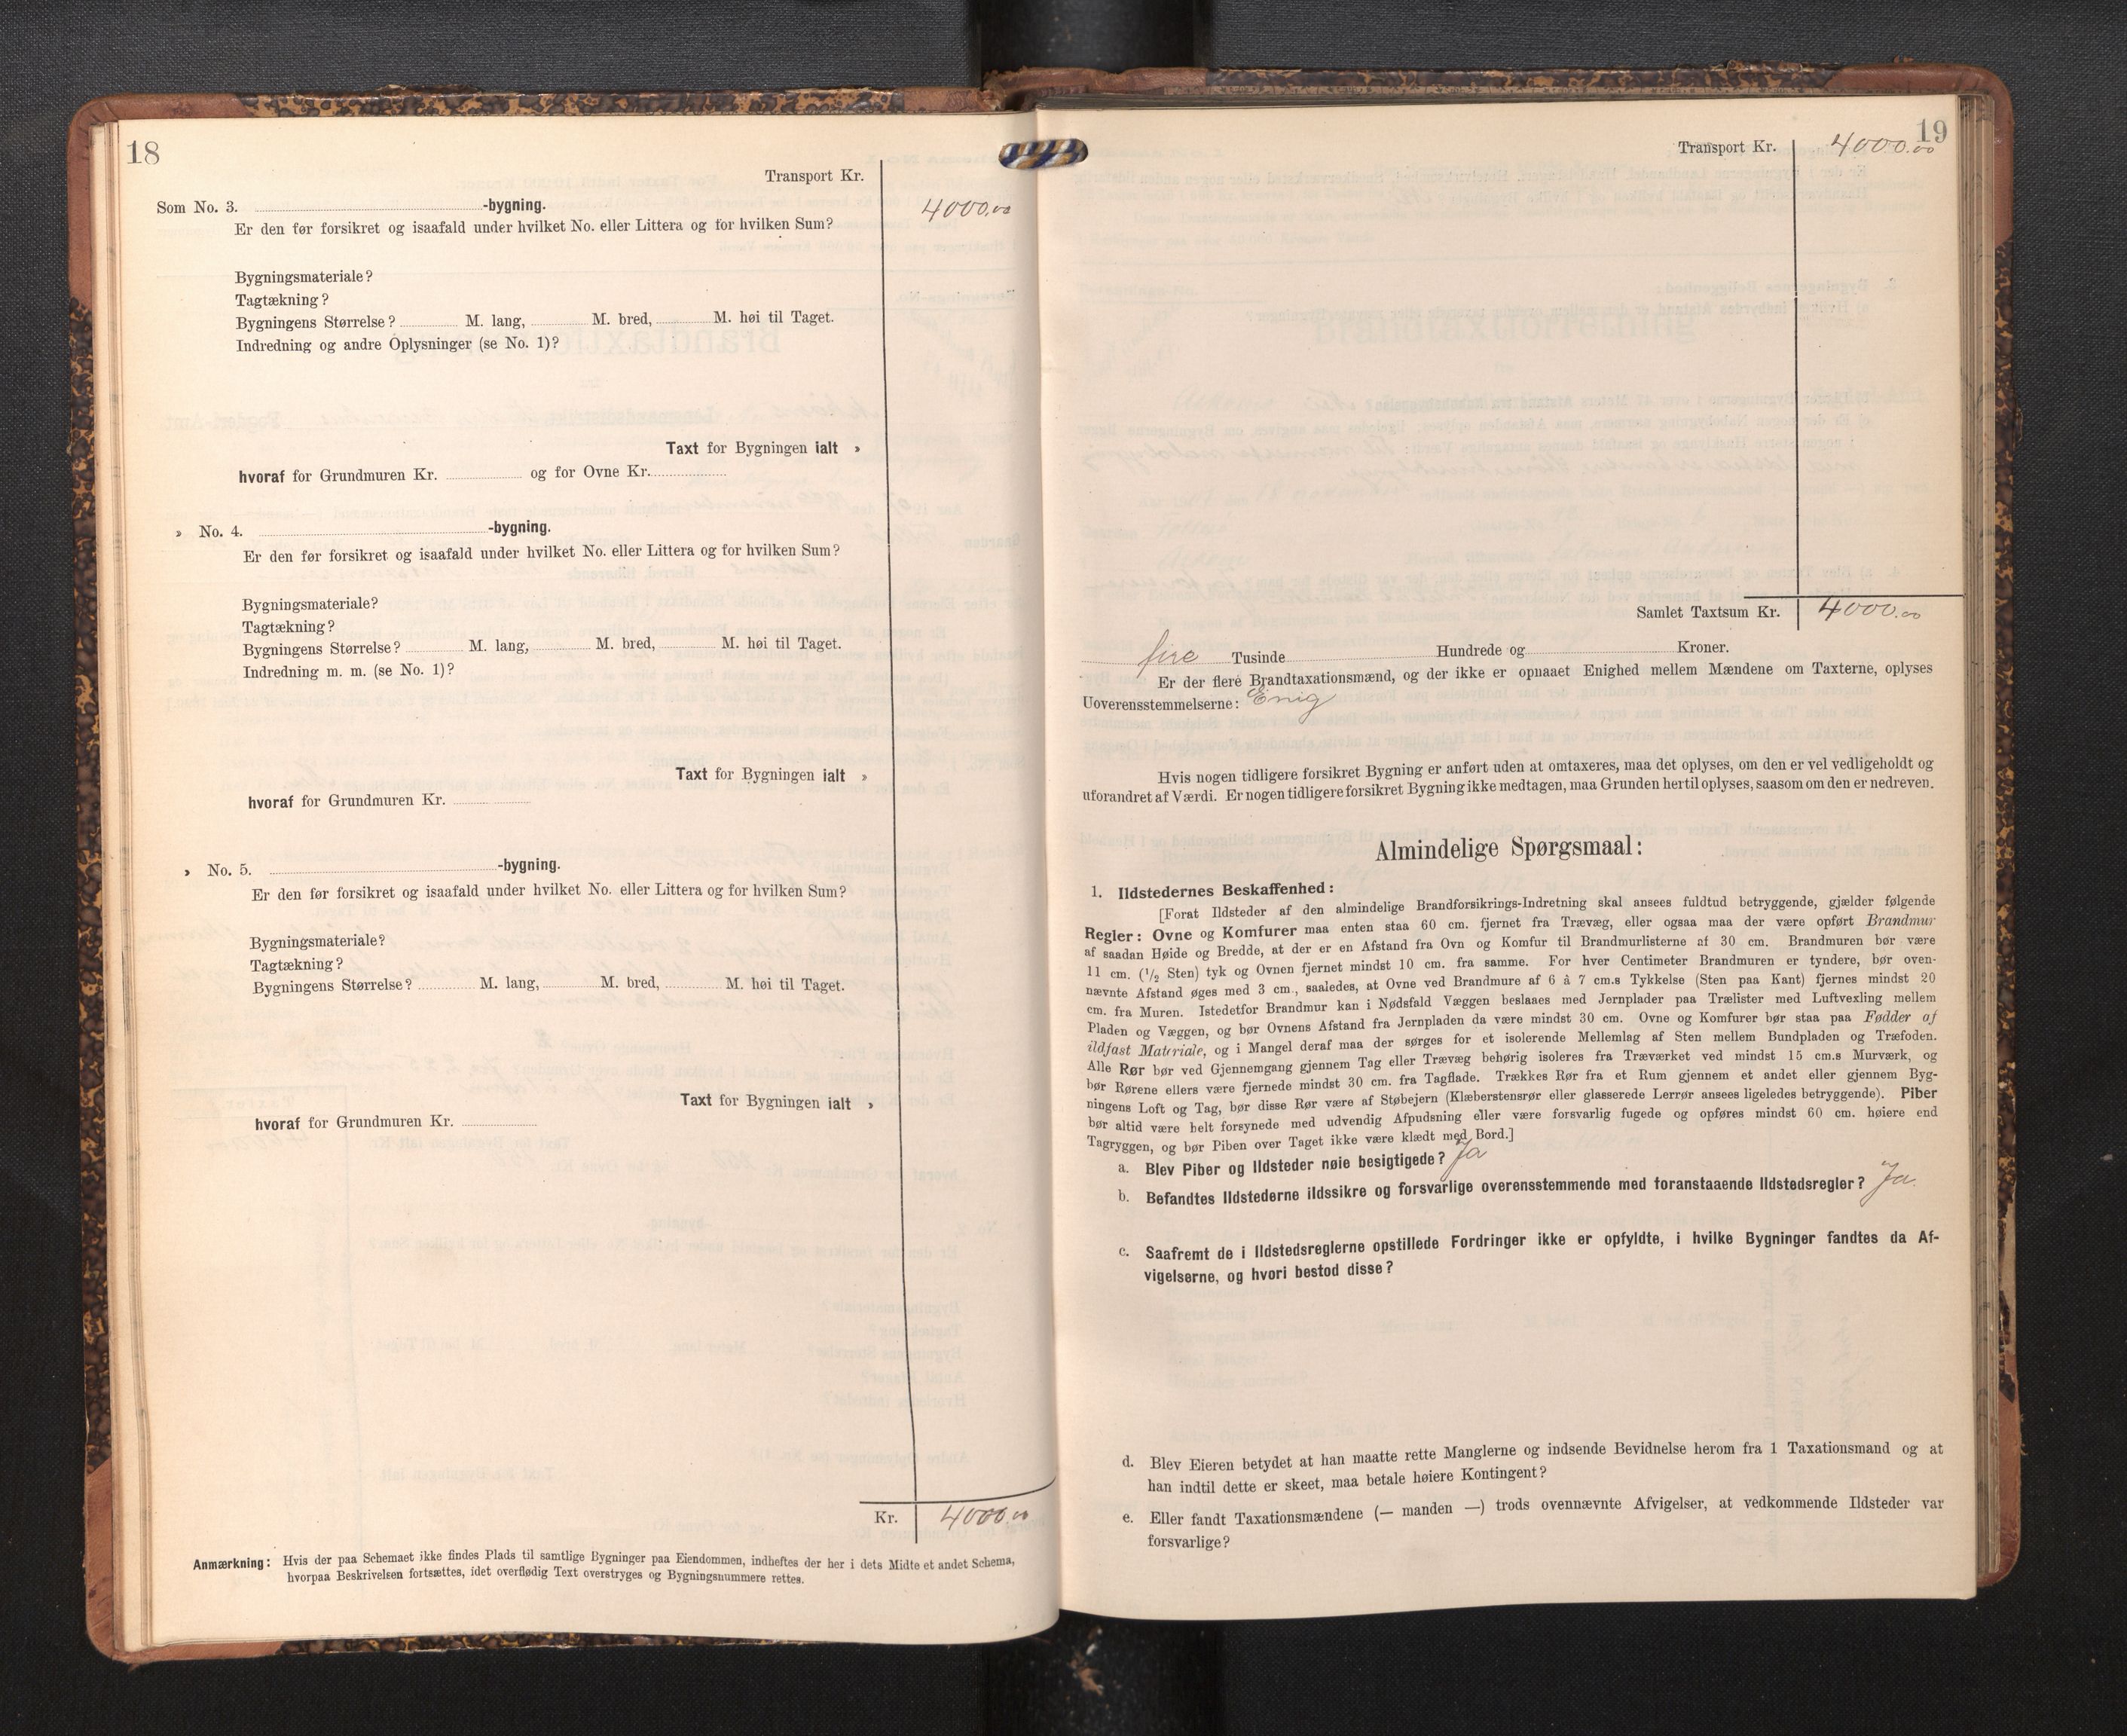 18
Transport Kr.
4000.00
Som No. 3. -bygning.
Er den før forsikret og isaafald under hvilket No. eller Littera og for hvilken Sum?
Bygningsmateriale?
Tagtækning?
Bygningens Størrelse? M. lang, M. bred, M. høi til Taget.
Indredning og andre Oplysninger (se No. 1)?
Taxt for Bygningen ialt »
hvoraf for Grundmuren Kr. og for Ovne Kr.
» No. 4. -bygning.
Er den før forsikret og isaafald under hvilket No. eller Littera og for hvilken Sum?
Bygningsmateriale?
Tagtækning?
Bygningens Størrelse? M. lang, M. bred, M. høi til Taget.
Indredning m. m. (se No. 1)?
Taxt for Bygningen ialt »
hvoraf for Grundmuren Kr.
» No. 5. -bygning.
Er den før forsikret og isaafald under hvilket No. eller Littera og for hvilken Sum?
Bygningsmateriale?
Tagtækning?
Bygningens Størrelse? M. lang, M. bred, M. høi til Taget.
Taxt for Bygningen ialt »
hvoraf for Grundmuren Kr.
Kr. 4000.00
Anmærkning: Hvis der paa Schemaet ikke findes Plads til samtlige Bygninger paa Eiendommen, indheftes der her i dets Midte et andet Schema,
hvorpaa Beskrivelsen fortsættes, idet overflødig Text overstryges og Bygningsnummere rettes.
19
Transport Kr. 4000.00
Samlet Taxtsum Kr. 4000.00
fire Tusinde Hundrede og Kroner.
Er der flere Brandtaxationsmænd, og der ikke er opnaaet Enighed mellem Mændene om Taxterne, oplyses
Uoverensstemmelserne: Enig
Hvis nogen tidligere forsikret Bygning er anført uden at omtaxeres, maa det oplyses, om den er vel vedligeholdt og
uforandret af Værdi. Er nogen tidligere forsikret Bygning ikke medtagen, maa Grunden hertil oplyses, saasom om den er nedreven.
Almindelige Spørgsmaal:
1. Ildstedernes Beskaffenhed:
[Forat Ildsteder af den almindelige Brandforsikrings-Indretning skal ansees fuldtud betryggende, gjælder følgende
Regler: Ovne og Komfurer maa enten staa 60 cm. fjernet fra Trævæg, eller ogsaa maa der være opført Brandmur
af saadan Høide og Bredde, at der er en Afstand fra Ovn og Komfur til Brandmurlisterne af 30 cm. Brandmuren bør være
11 cm. (1/2 Sten) tyk og Ovnen fjernet mindst 10 cm. fra samme. For hver Centimeter Brandmuren er tyndere, bør oven-
nævnte Afstand øges med 3 cm., saaledes, at Ovne ved Brandmure af 6 à 7 cm.s Tykkelse (Sten paa Kant) fjernes mindst 20
cm. fra Muren. Istedetfor Brandmur kan i Nødsfald Væggen beslaaes med Jernplader paa Trælister med Luftvexling mellem
Pladen og Væggen, og bør Ovnens Afstand fra Jernpladen da være mindst 30 cm. Ovne og Komfurer bør staa paa Fødder af
ildfast Materiale, og i Mangel deraf maa der sørges for et isolerende Mellemlag af Sten mellem Bundpladen og Træfoden.
Alle Rør bør ved Gjennemgang gjennem Tag eller Trævæg behørig isoleres fra Træværket ved mindst 15 cm.s Murværk, og
bør Rørene ellers være fjernede mindst 30 cm. fra Tagflade. Trækkes Rør fra et Rum gjennem et andet eller gjennem Byg-
ningens Loft og Tag, bør disse Rør være af Støbejern (Klæberstensrør eller glasserede Lerrør ansees ligeledes betryggende). Piber
bør altid være helt forsynede med udvendig Afpudsning eller være forsvarlig fugede og opføres mindst 60 cm. høiere end
Tagryggen, og bør Piben over Taget ikke være klædt med Bord.]
a. Blev Piber og Ildsteder nøie besigtigede? Ja
b. Befandtes Ildstederne ildssikre og forsvarlige overensstemmende med foranstaaende Ildstedsregler? Ja.
c. Saafremt de i Ildstedsreglerne opstillede Fordringer ikke er opfyldte, i hvilke Bygninger fandtes da Af-
vigelserne, og hvori bestod disse?
d. Blev Eieren betydet at han maatte rette Manglerne og indsende Bevidnelse herom fra 1 Taxationsmand og at
han indtil dette er skeet, maa betale høiere Kontingent?
e. Eller fandt Taxationsmændene (— manden —) trods ovennævnte Afvigelser, at vedkommende Ildsteder var
forsvarlige?